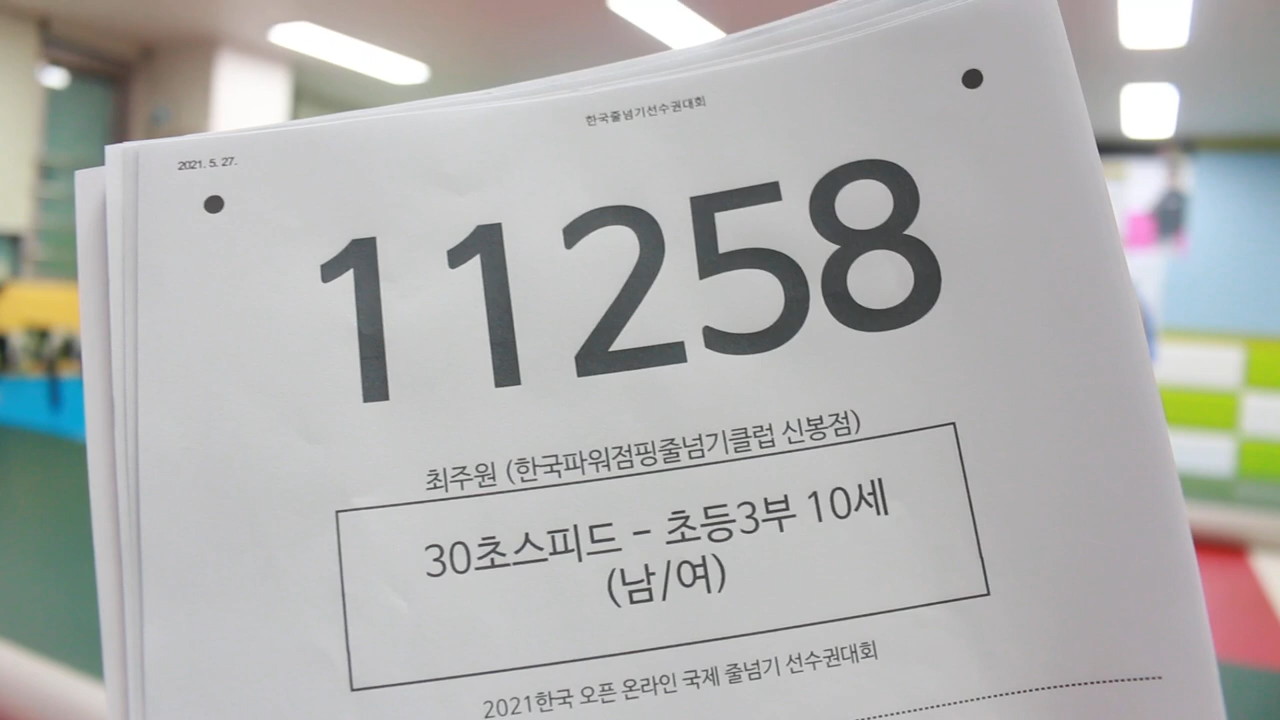 한국줄넘기선수권대회
2021. 5. 27.
11258
최주원 (한국파워점핑줄넘기클럽 신봉점)
30초스피드 - 초등3부 10세
(남/여)
2021한국 오픈 온라인 국제 줄넘기 선수권대회